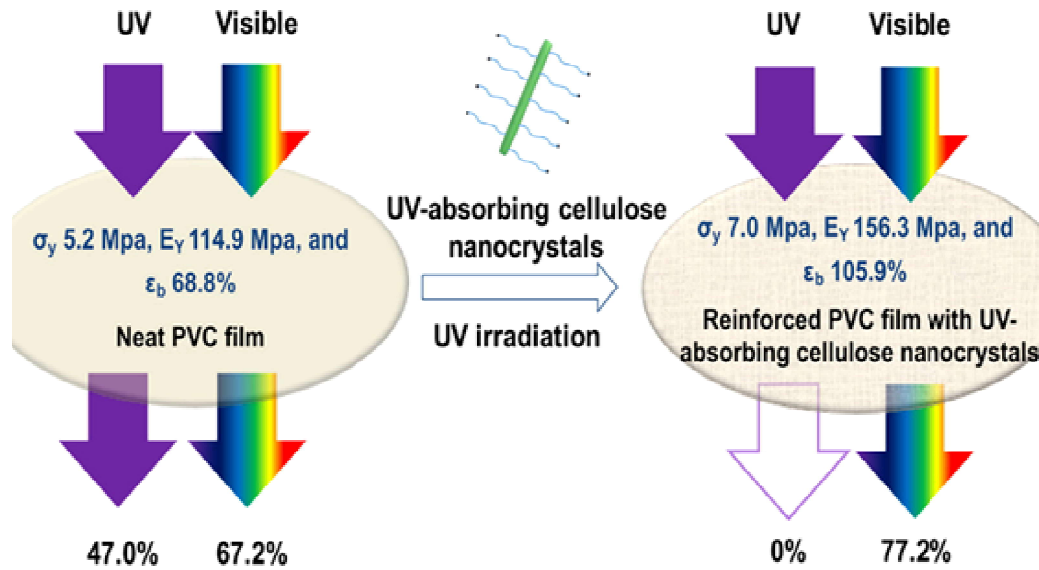 UV
Visible
σy 5.2 Mpa, EY 114.9 Mpa, and
εb 68.8%
Neat PVC film
47.0%
67.2%
UV-absorbing cellulose
nanocrystals
UV irradiation
UV
Visible
σy 7.0 Mpa, EY 156.3 Mpa, and
εb 105.9%
Reinforced PVC film with UV-
absorbing cellulose nanocrystals
0%
77.2%